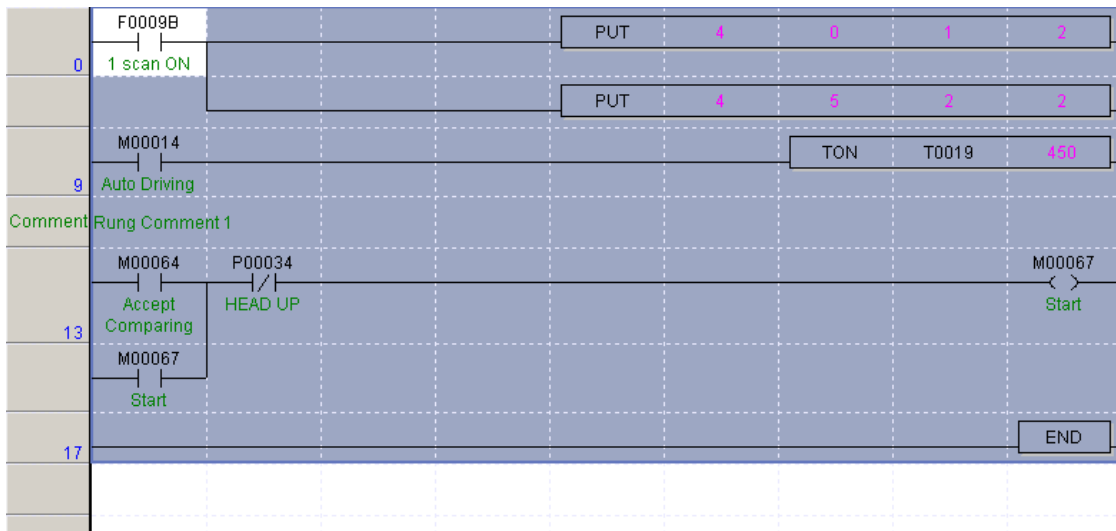 F0009B
PUT 4 0 1 2
0 1 scan ON
PUT 4 5 2 2
M00014
TON T0019 450
9 Auto Driving
Comment Rung Comment 1
M00064 P00034 M00067
Accept HEAD UP Start
Comparing
13
M00067
Start
END
17